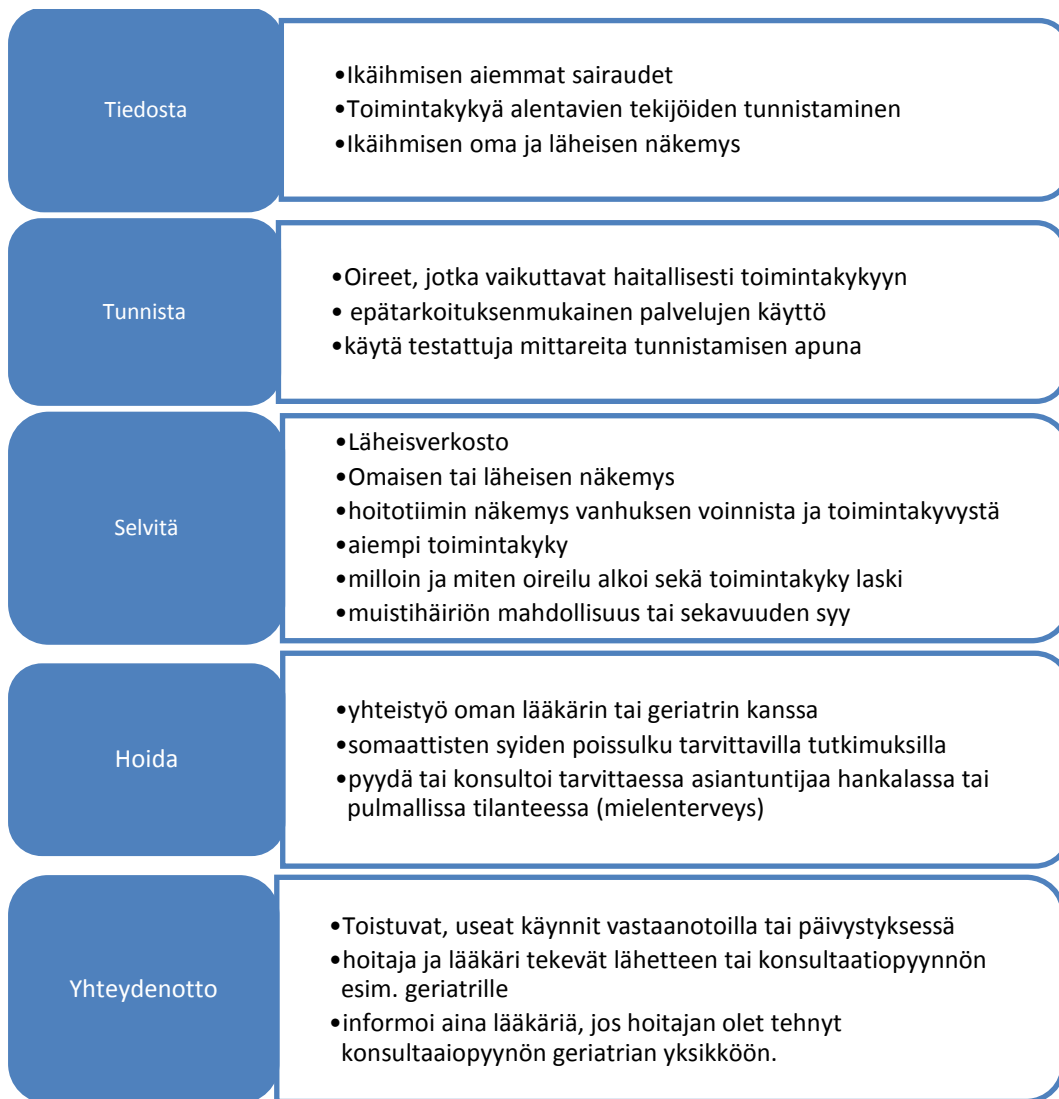 Tiedosta
•Ikäihmisen aiemmat sairaudet
•Toimintakykyä alentavien tekijöiden tunnistaminen
•Ikäihmisen oma ja läheisen näkemys
Tunnista
•Oireet, jotka vaikuttavat haitallisesti toimintakykyyn
• epätarkoituksenmukainen palvelujen käyttö
•käytä testattuja mittareita tunnistamisen apuna
Selvitä
•Läheisverkosto
•Omaisen tai läheisen näkemys
•hoitotiimin näkemys vanhuksen voinnista ja toimintakyvystä
•aiempi toimintakyky
•milloin ja miten oireilu alkoi sekä toimintakyky laski
•muistihäiriön mahdollisuus tai sekavuuden syy
Hoida
•yhteistyö oman lääkärin tai geriatrin kanssa
•somaattisten syiden poissulku tarvittavilla tutkimuksilla
•pyydä tai konsultoi tarvittaessa asiantuntijaa hankalassa tai
pulmallissa tilanteessa (mielenterveys)
Yhteydenotto
•Toistuvat, useat käynnit vastaanotoilla tai päivystyksessä
•hoitaja ja lääkäri tekevät lähetteen tai konsultaatiopyynnön
esim. geriatrille
•informoi aina lääkäriä, jos hoitajan olet tehnyt
konsultaaiopyynön geriatrian yksikköön.